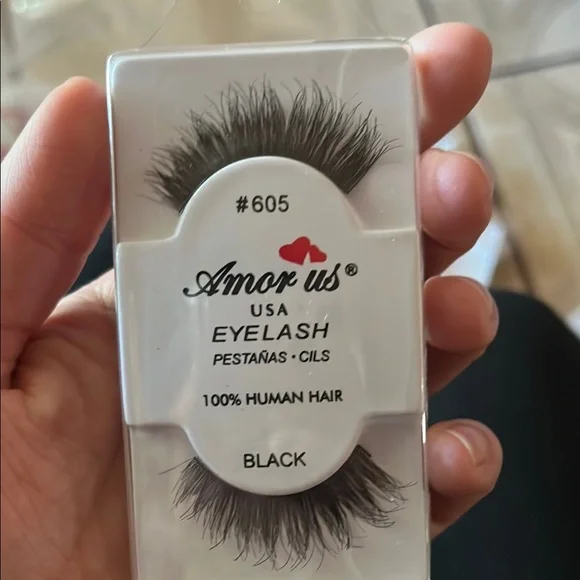 #605
Amor us®
USA
EYELASH
PESTAÑAS • CILS
100% HUMAN HAIR
BLACK